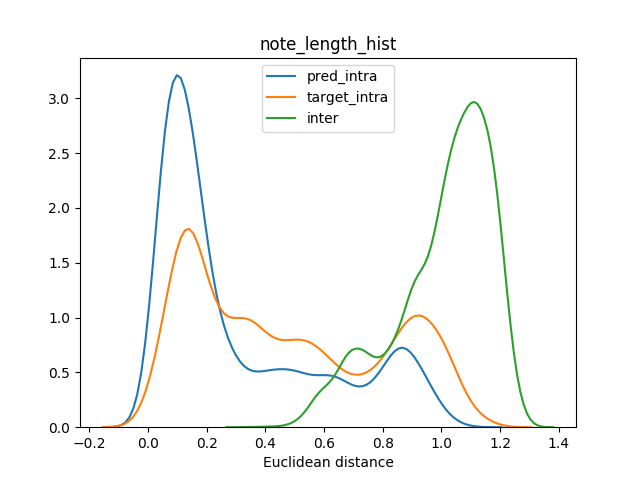 note_length_hist
pred_intra
target_intra
inter
3.0
2.5
2.0
1.5
1.0
0.5
0.0
−0.2 0.0 0.2 0.4 0.6 0.8 1.0 1.2 1.4
Euclidean distance